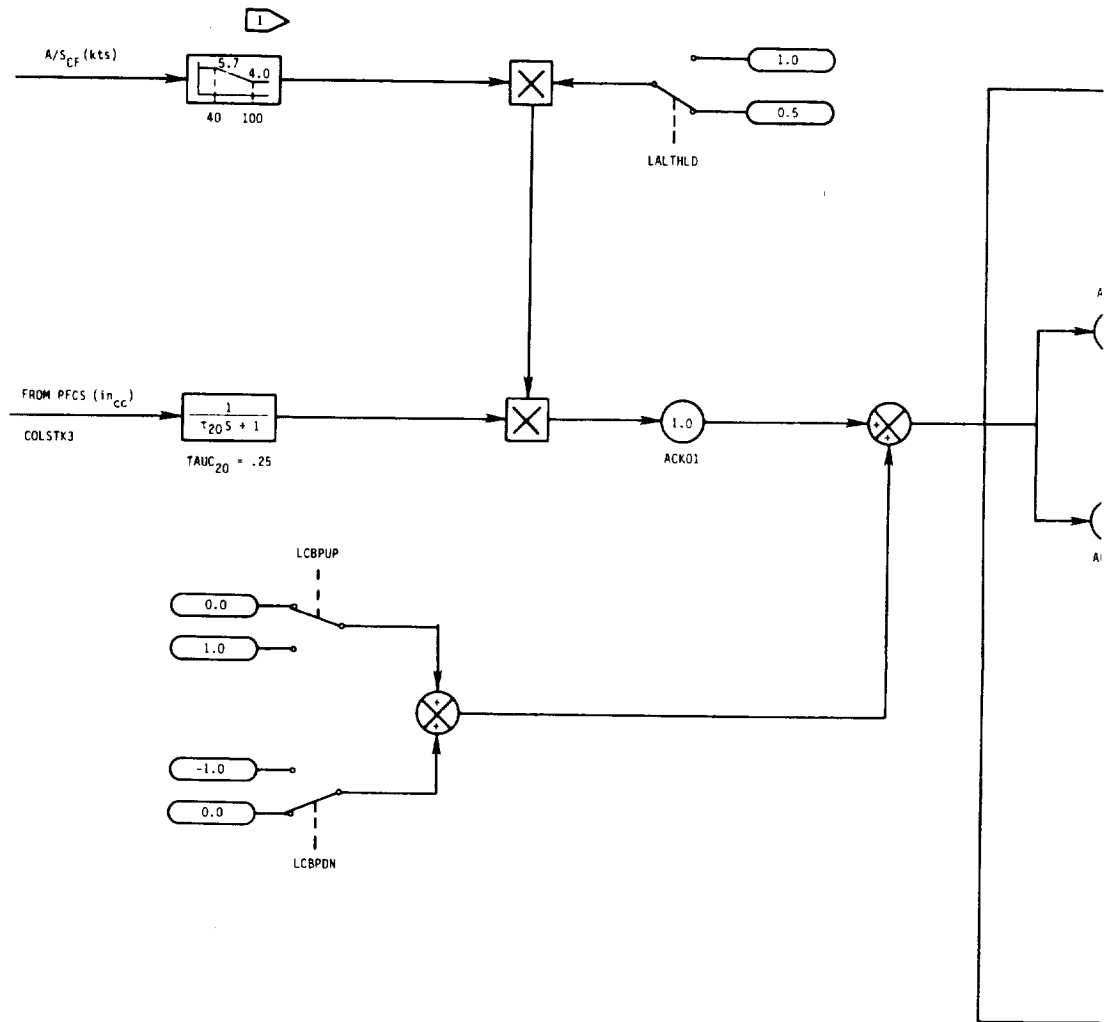 1
A/S_CF (kts)
5.7
4.0
40 100
1.0
0.5
LALTHLD
FROM PFCS (in_cc)
COLSTK3
1
τ20 S + 1
TAUC20 = .25
1.0
ACK01
+
+
A
A
LCBPUP
0.0
1.0
+
+
-1.0
0.0
LCBPDN